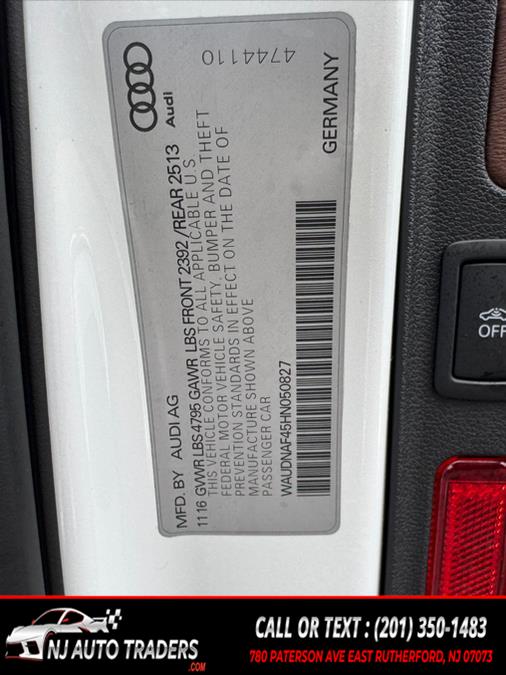 MFD. BY AUDI AG
Audi
1116 GVWR LBS 4795 GAWR LBS FRONT 2392/REAR 2513
THIS VEHICLE CONFORMS TO ALL APPLICABLE U.S.
FEDERAL MOTOR VEHICLE SAFETY, BUMPER AND THEFT
PREVENTION STANDARDS IN EFFECT ON THE DATE OF
MANUFACTURE SHOWN ABOVE
PASSENGER CAR
WAUDNAF45HN050827
4744110
GERMANY
OFF
NJ AUTO TRADERS
.COM
CALL OR TEXT : (201) 350-1483
780 PATERSON AVE EAST RUTHERFORD, NJ 07073